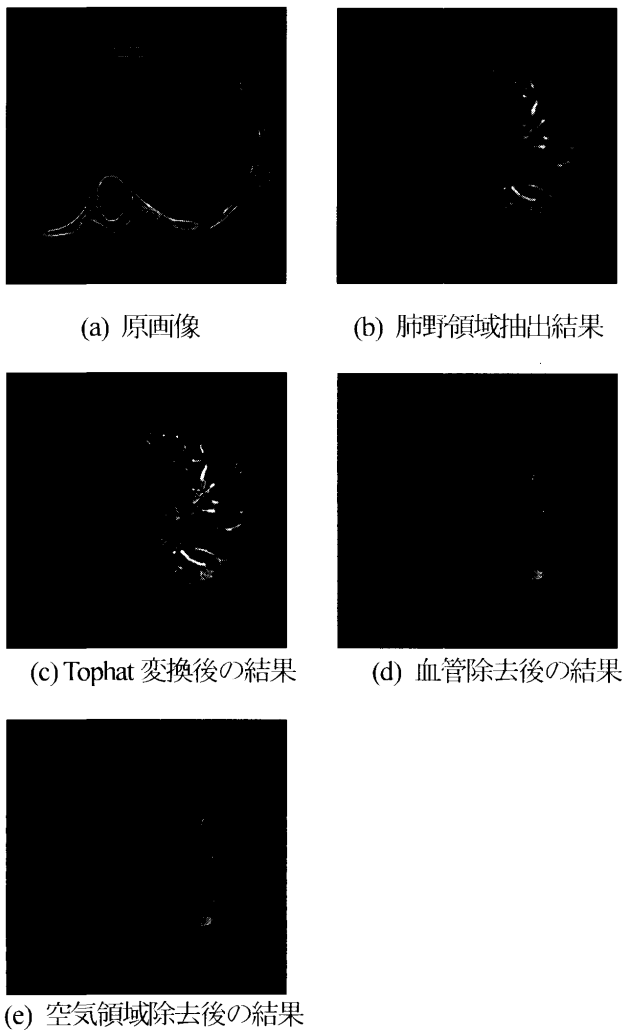 (a) 原画像
(b) 肺野領域抽出結果
(c) Tophat 変換後の結果
(d) 血管除去後の結果
(e) 空気領域除去後の結果